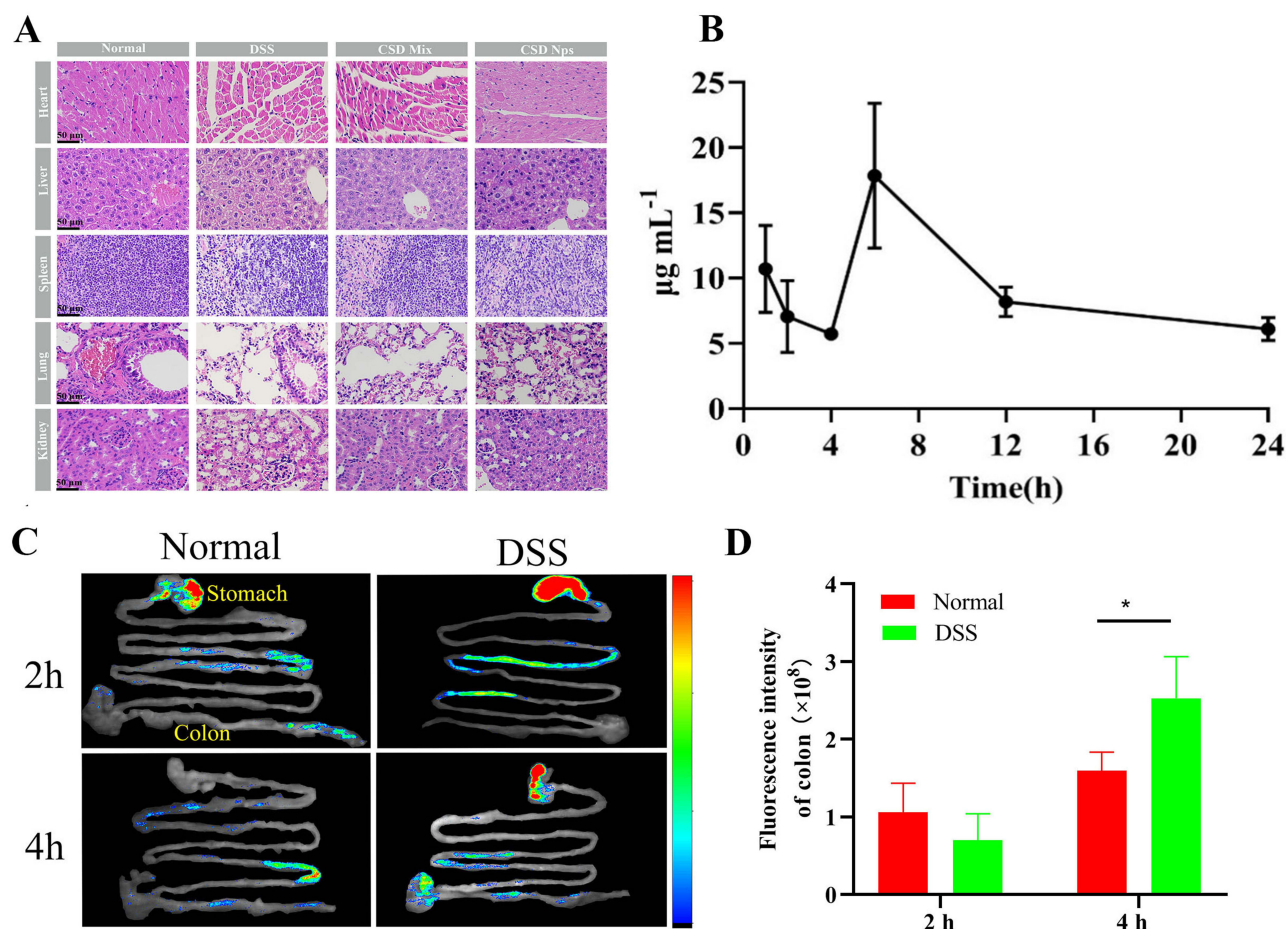 A
Normal DSS CSD Mix CSD Nps
Heart
50 µm
Liver
50 µm
Spleen
50 µm
Lung
50 µm
Kidney
50 µm
B
µg mL⁻¹
25
20
15
10
5
0
0 4 8 12 16 20 24
Time(h)
C
Normal DSS
2h
Stomach
Colon
4h
D
Fluorescence intensity
of colon (×10⁸)
4
3
2
1
0
Normal
DSS
*
2 h 4 h